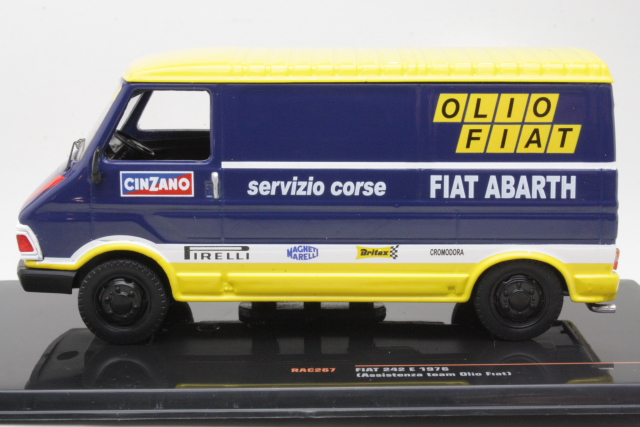 OLIO
FIAT
CINZANO
servizio corse
FIAT ABARTH
PIRELLI
MAGNETI
MARELLI
Britax
CROMODORA
RAC267
FIAT 242 E 1976
(Assistenza team Olio Fiat)